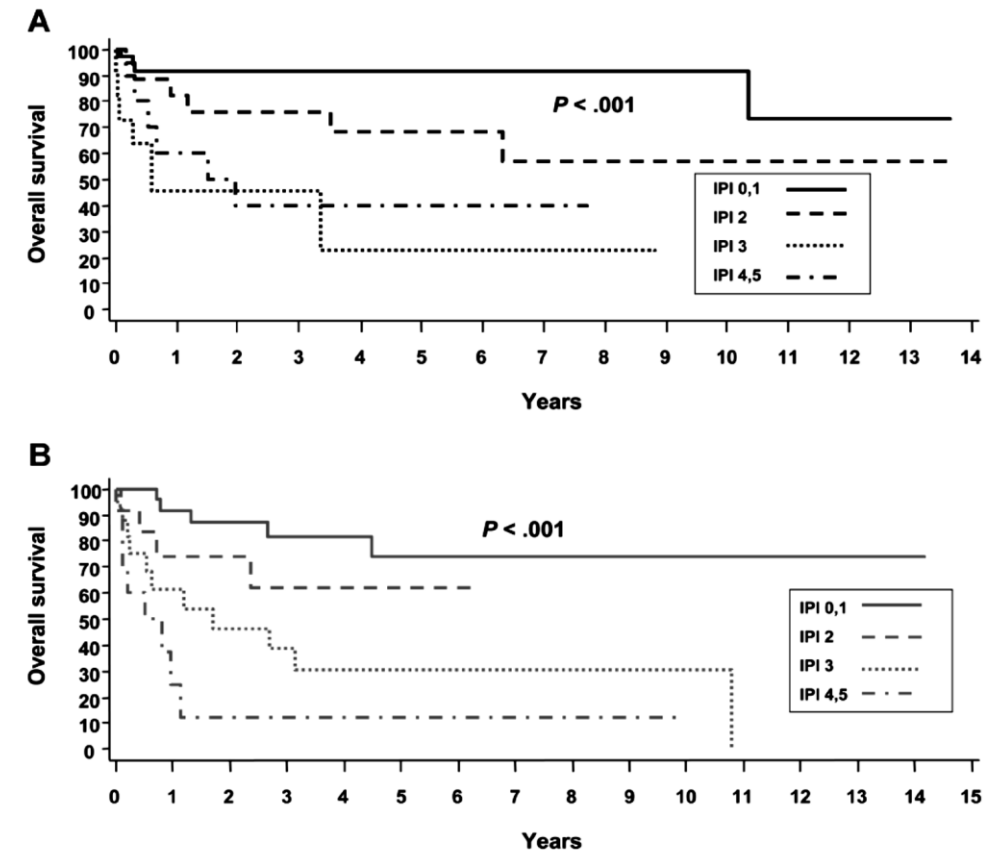 A
100
90
80
70
60
50
40
30
20
10
0
Overall survival
P < .001
IPI 0,1
IPI 2
IPI 3
IPI 4,5
0 1 2 3 4 5 6 7 8 9 10 11 12 13 14
Years
B
100
90
80
70
60
50
40
30
20
10
0
Overall survival
P < .001
IPI 0,1
IPI 2
IPI 3
IPI 4,5
0 1 2 3 4 5 6 7 8 9 10 11 12 13 14 15
Years